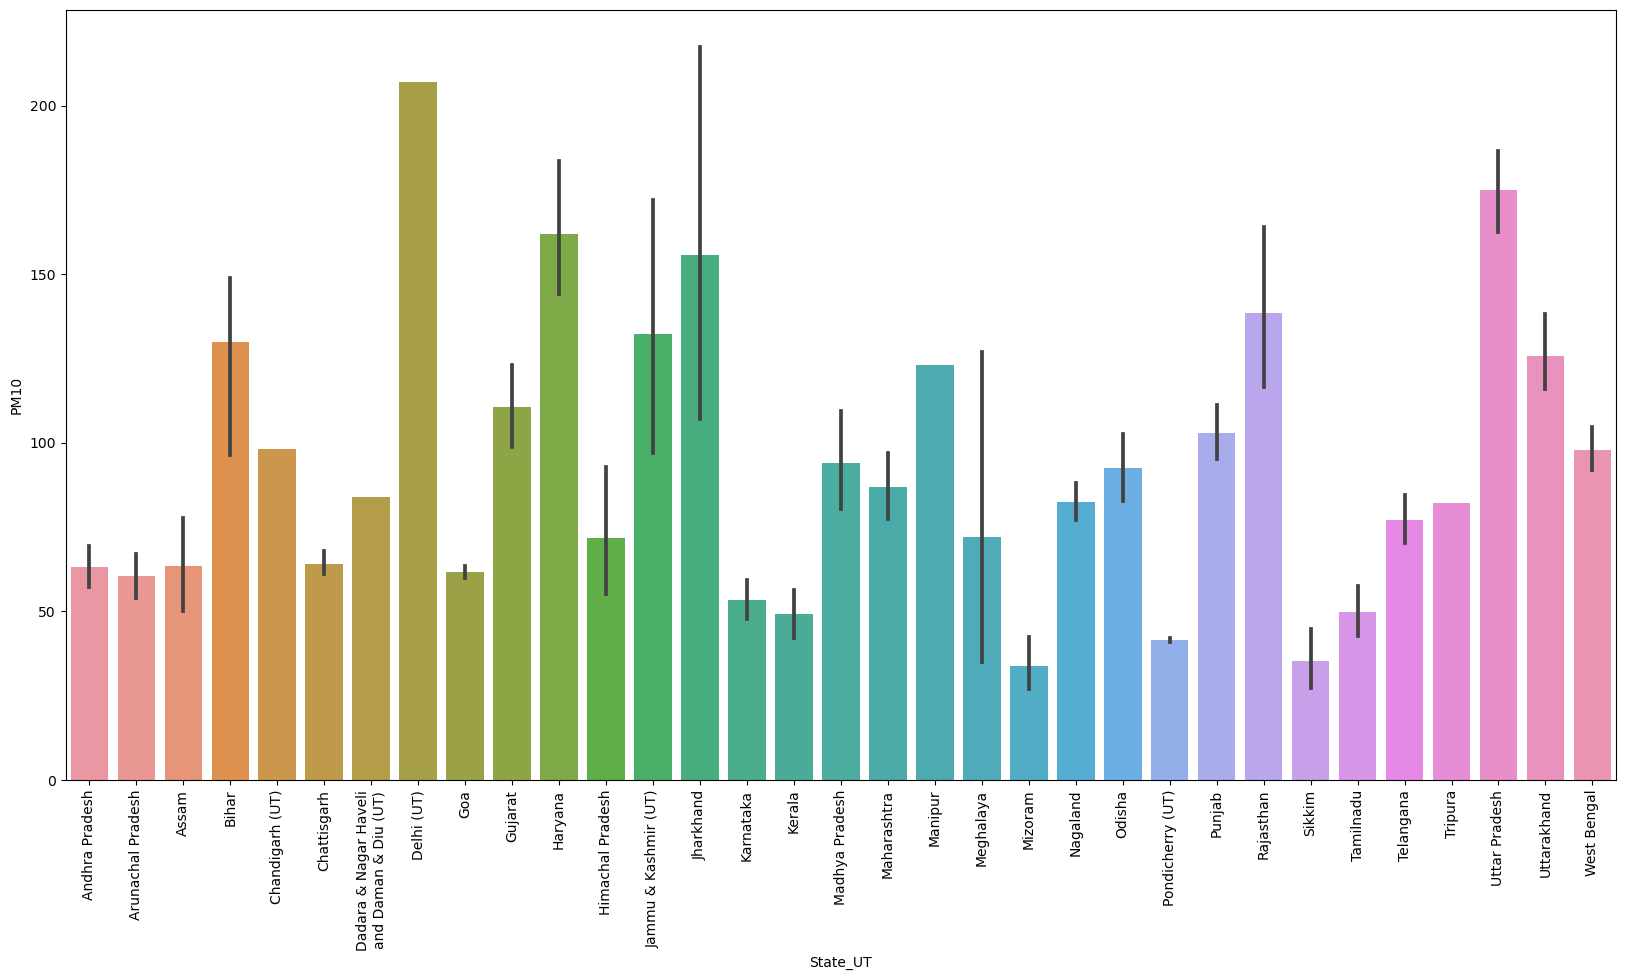 200
150
100
50
0
PM10
Andhra Pradesh
Arunachal Pradesh
Assam
Bihar
Chandigarh (UT)
Chattisgarh
Dadara & Nagar Haveli
and Daman & Diu (UT)
Delhi (UT)
Goa
Gujarat
Haryana
Himachal Pradesh
Jammu & Kashmir (UT)
Jharkhand
Karnataka
Kerala
Madhya Pradesh
Maharashtra
Manipur
Meghalaya
Mizoram
Nagaland
Odisha
Pondicherry (UT)
Punjab
Rajasthan
Sikkim
Tamilnadu
Telangana
Tripura
Uttar Pradesh
Uttarakhand
West Bengal
State_UT